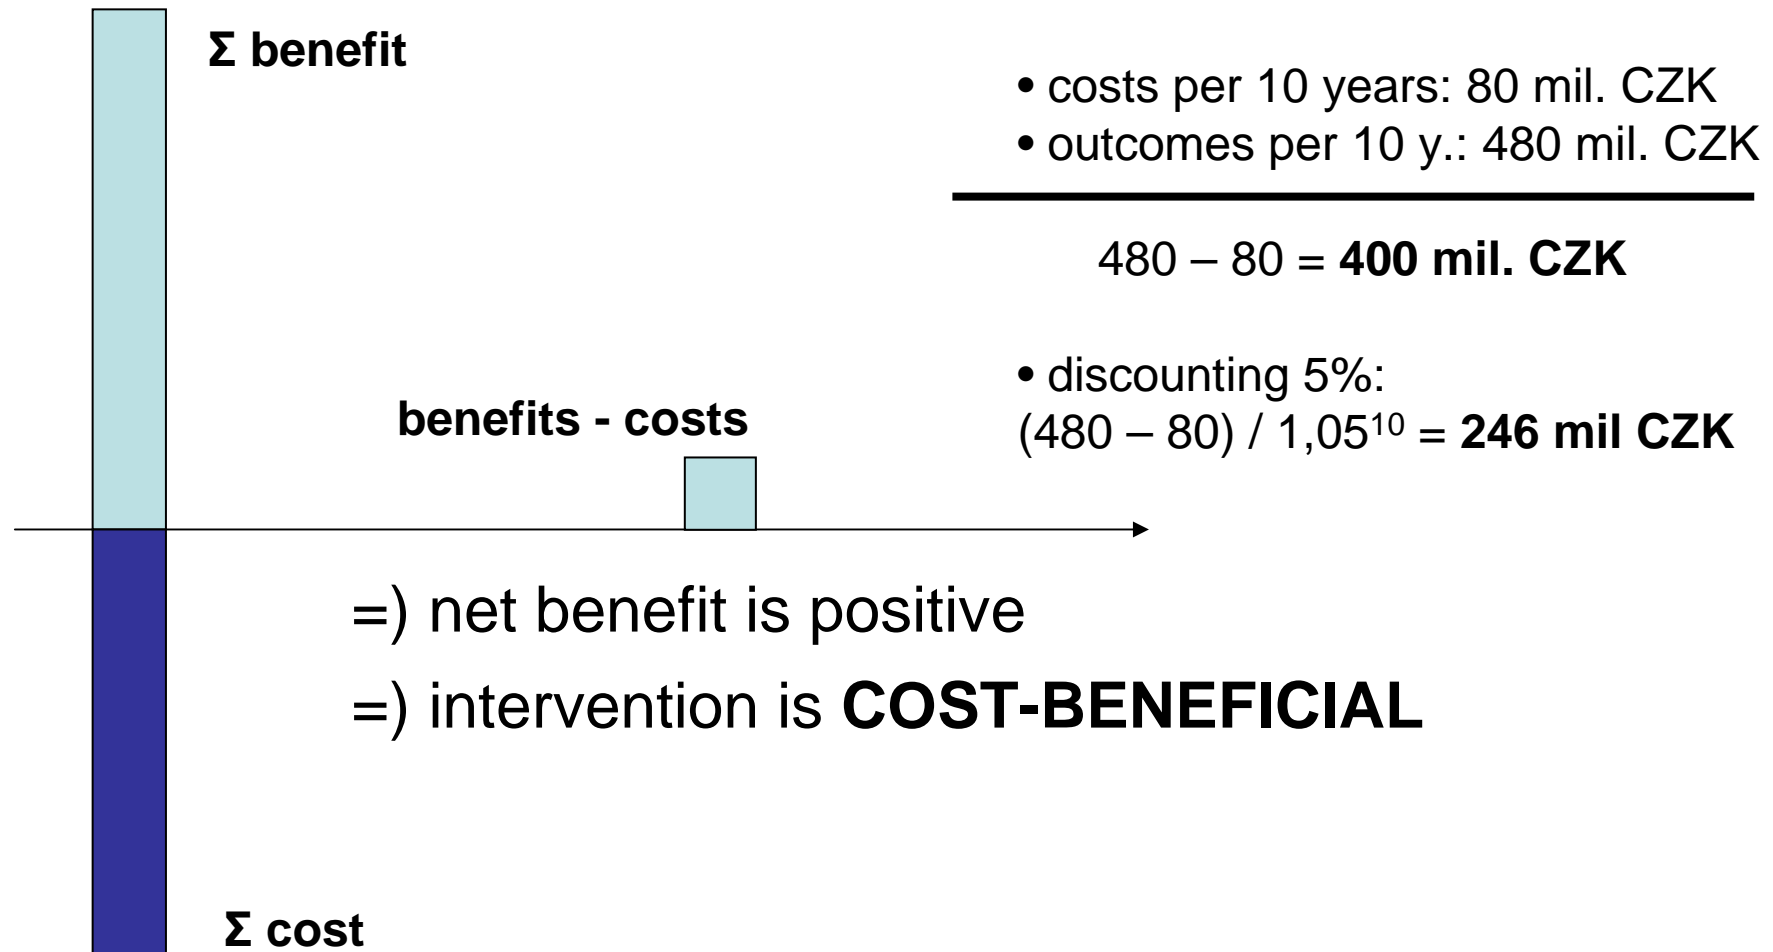 Σ benefit
• costs per 10 years: 80 mil. CZK
• outcomes per 10 y.: 480 mil. CZK
480 – 80 = 400 mil. CZK
• discounting 5%:
(480 – 80) / 1,05¹⁰ = 246 mil CZK
benefits - costs
=) net benefit is positive
=) intervention is COST-BENEFICIAL
Σ cost